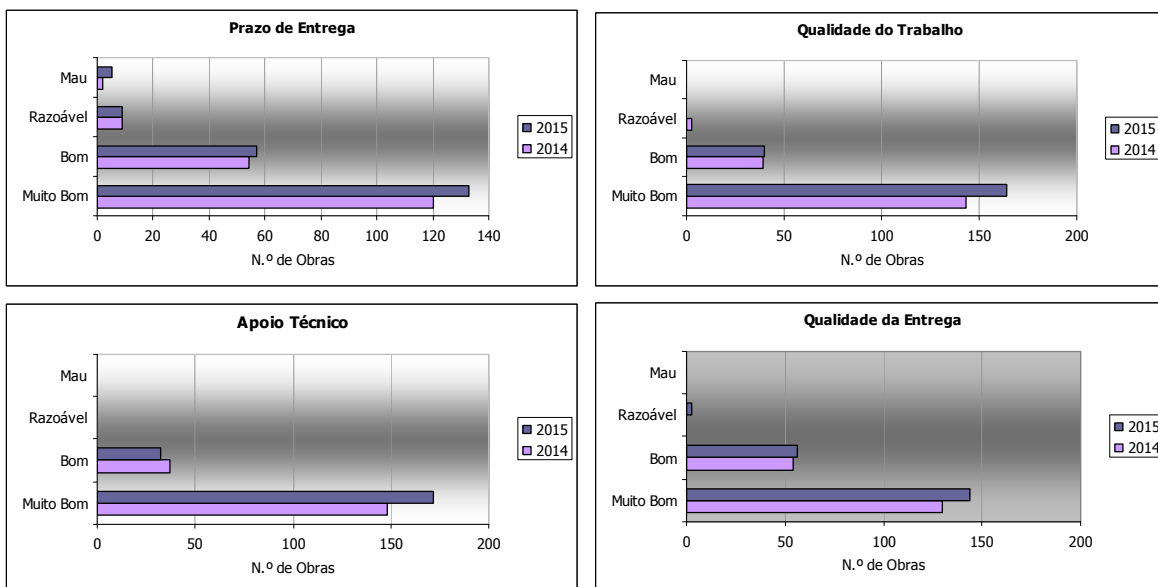 Prazo de Entrega
Mau
Razoável
Bom
Muito Bom
0 20 40 60 80 100 120 140
N.º de Obras
2015
2014
Qualidade do Trabalho
Mau
Razoável
Bom
Muito Bom
0 50 100 150 200
N.º de Obras
2015
2014
Apoio Técnico
Mau
Razoável
Bom
Muito Bom
0 50 100 150 200
N.º de Obras
2015
2014
Qualidade da Entrega
Mau
Razoável
Bom
Muito Bom
0 50 100 150 200
N.º de Obras
2015
2014